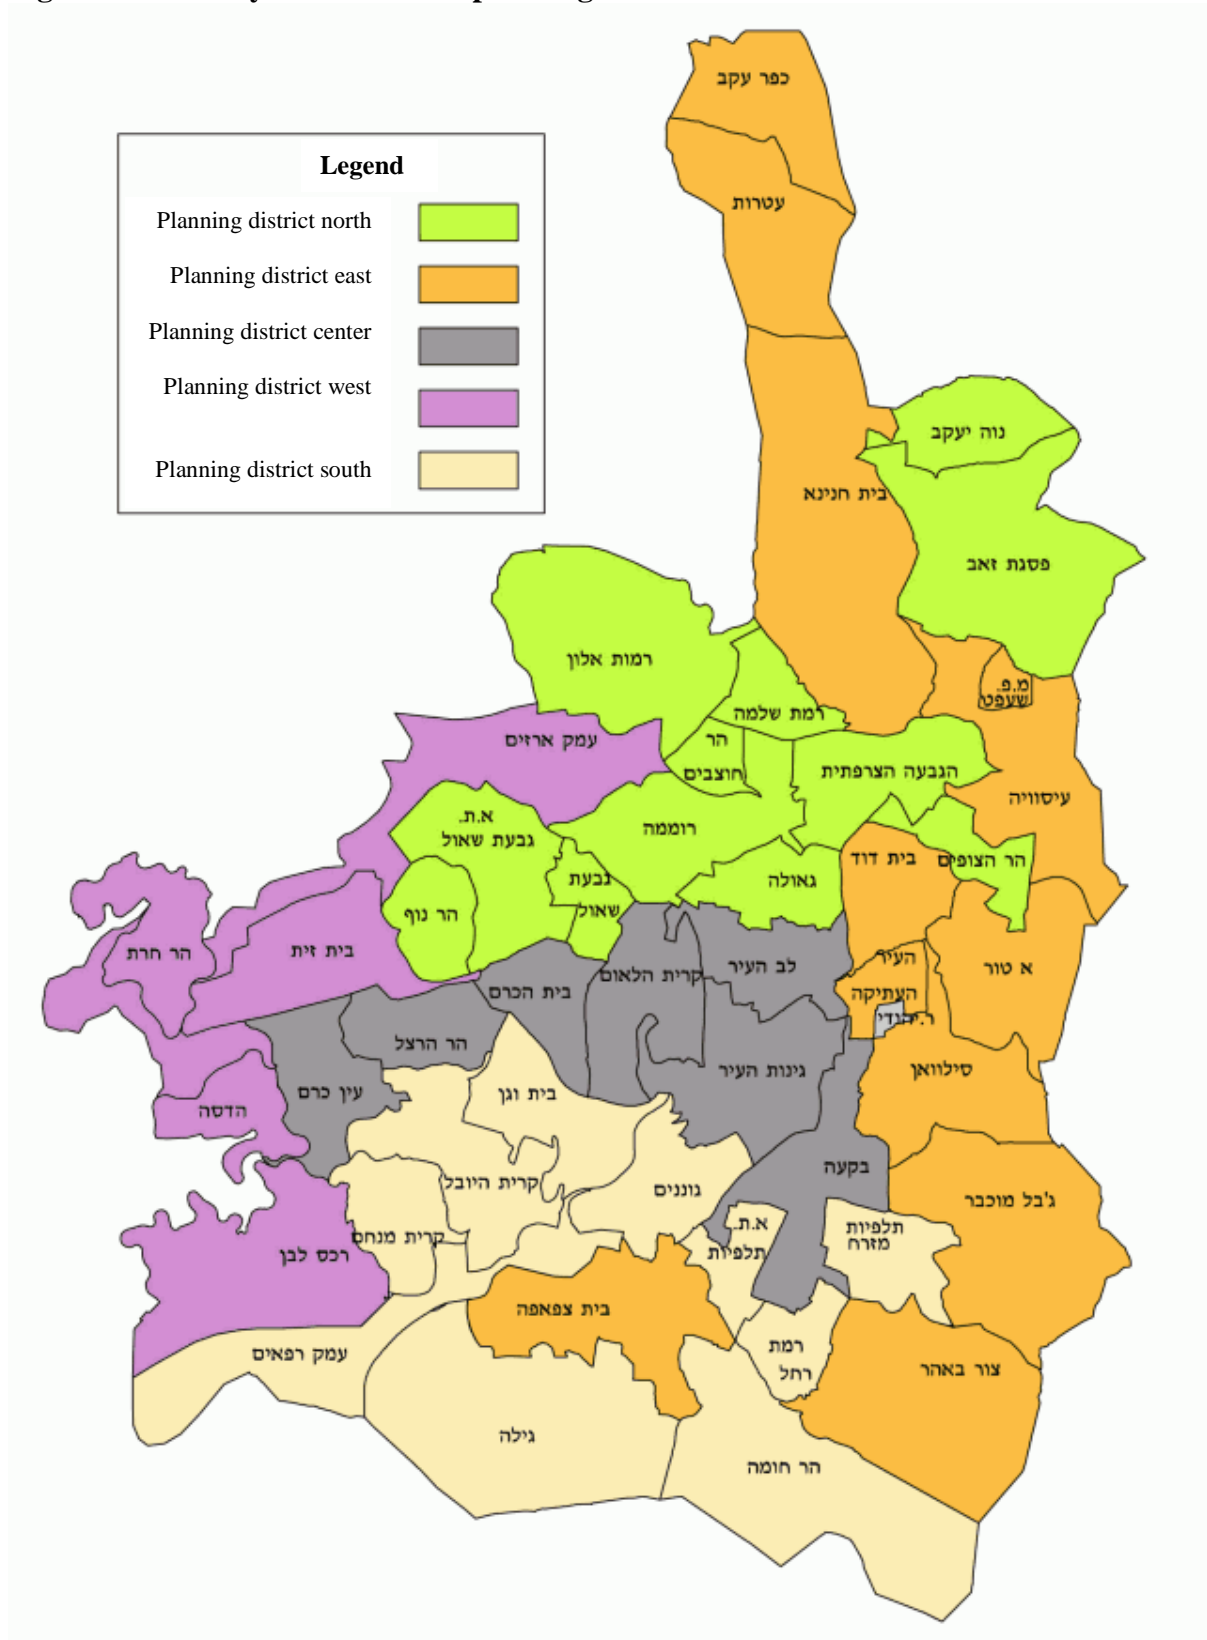 Legend
Planning district north
Planning district east
Planning district center
Planning district west
Planning district south
כפר עקב
עטרות
נוה יעקב
בית חנינא
פסגת זאב
רמות אלון
מ.פ.
שעפט
רמת שלמה
עמק ארזים
הר
חוצבים
הגבעה הצרפתית
עיסוויה
א.ת.
גבעת שאול
רוממה
בית דוד
הר הצופים
גבעת
שאול
גאולה
הר נוף
הר חרת
בית זית
קרית הלאום
לב העיר
העיר
העתיקה
א טור
בית הכרם
ר.יהודי
הר הרצל
גינות העיר
סילוואן
עין כרם
בית וגן
הדסה
בקעה
קרית היובל
גוננים
ג'בל מוכבר
קרית מנחם
א.ת.
תלפיות
תלפיות
מזרח
רכס לבן
בית צפאפה
עמק רפאים
רמת
רחל
צור באהר
גילה
הר חומה